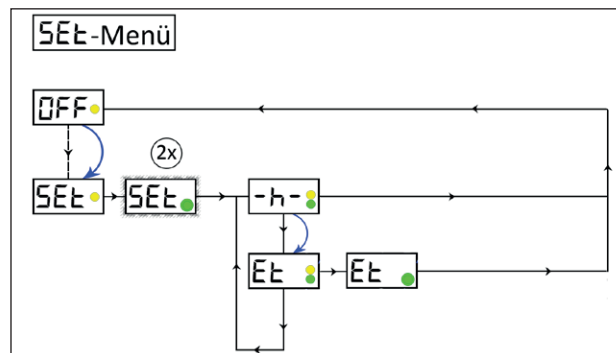 SEt-Menü
OFF
2x
SEt SEt -h-
Et Et